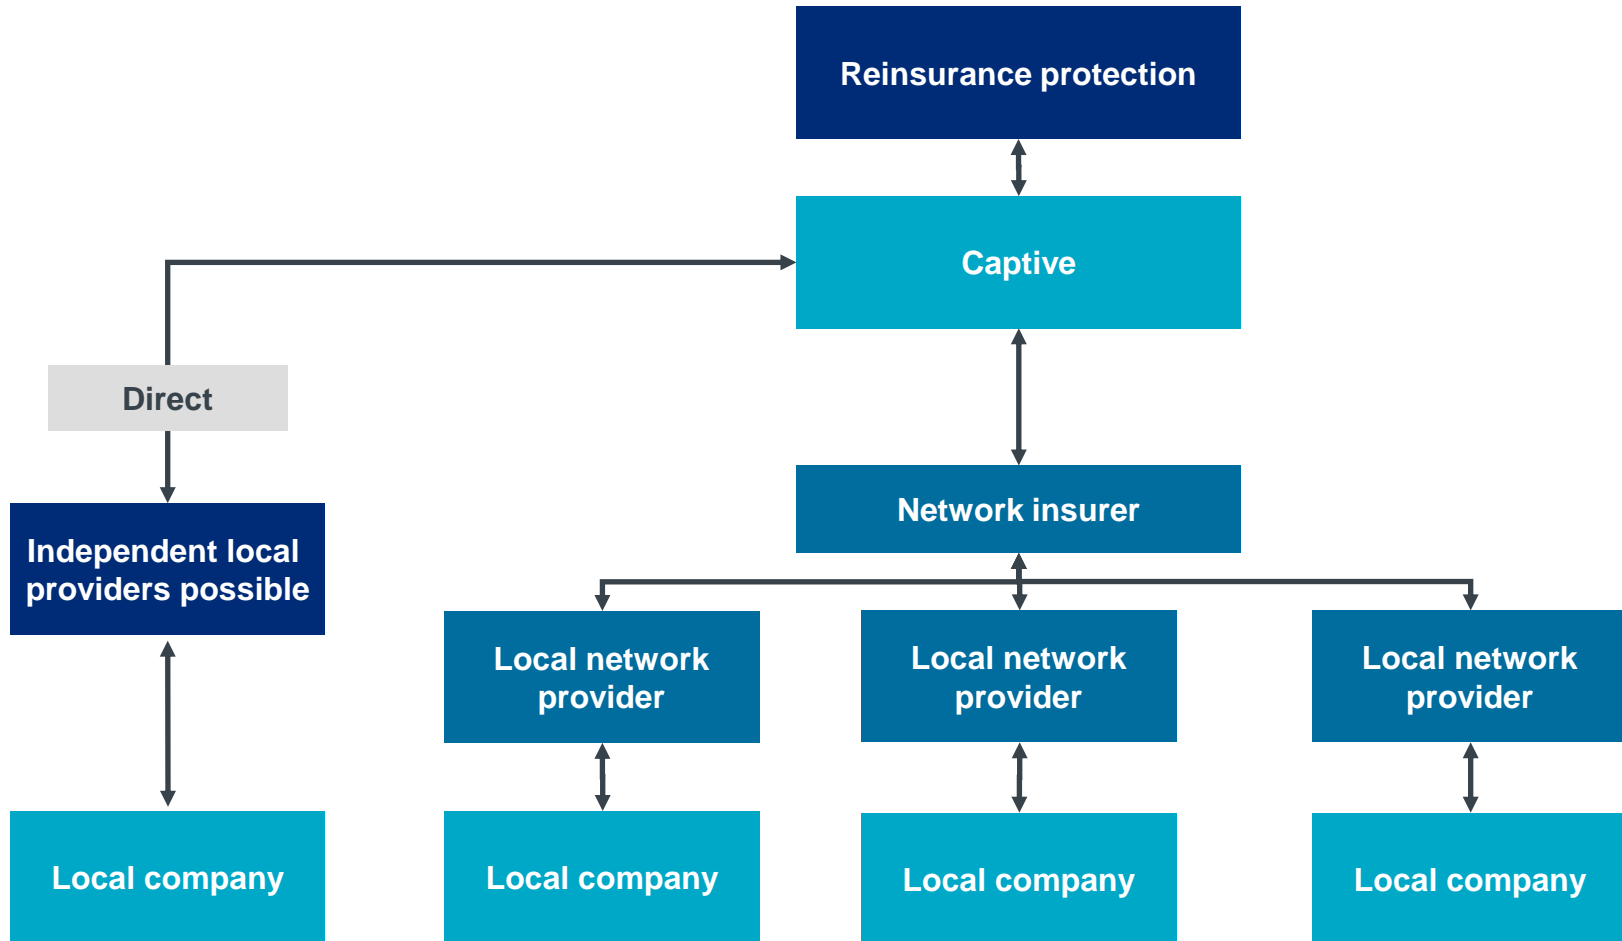 Reinsurance protection
Captive
Direct
Network insurer
Independent local
providers possible
Local network
provider
Local network
provider
Local network
provider
Local company
Local company
Local company
Local company